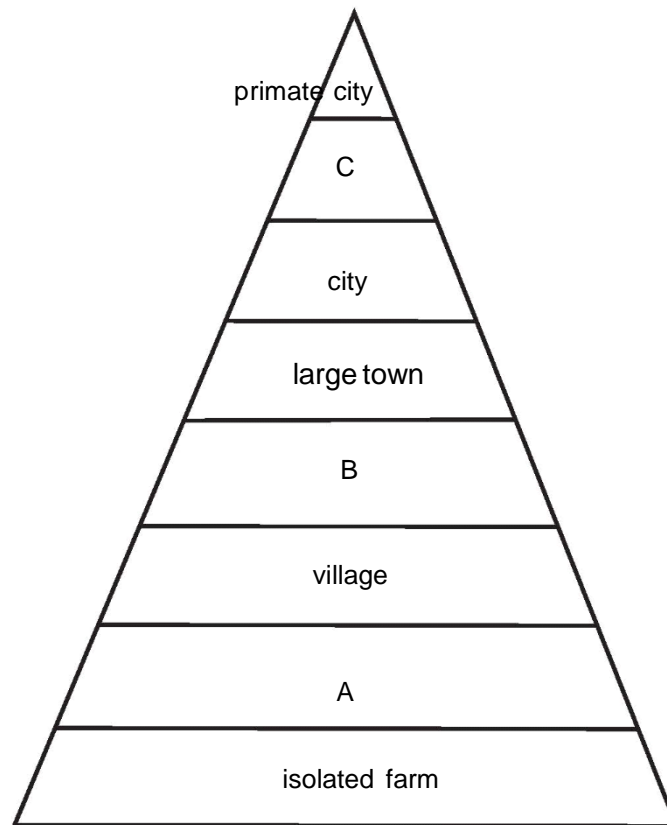 primate city
C
city
large town
B
village
A
isolated farm